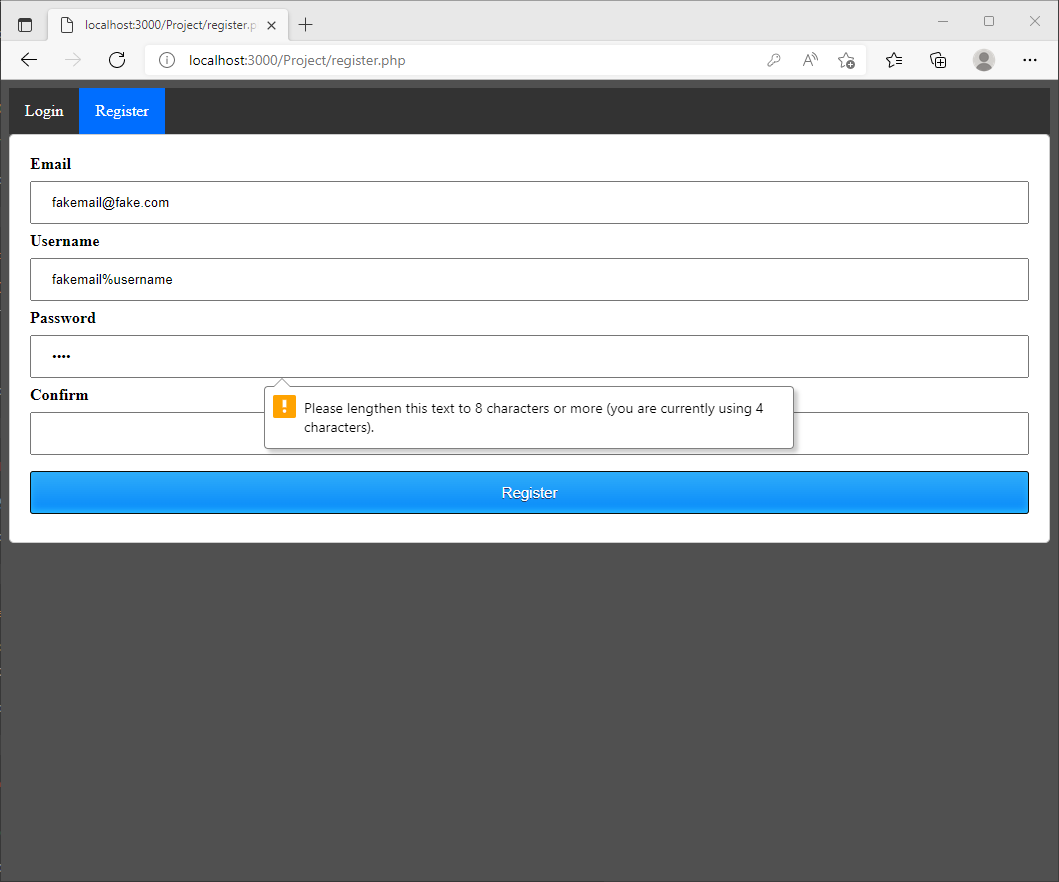 localhost:3000/Project/register.p
localhost:3000/Project/register.php
Login Register
Email
fakemail@fake.com
Username
fakemail%username
Password
••••
Confirm
Please lengthen this text to 8 characters or more (you are currently using 4
characters).
Register